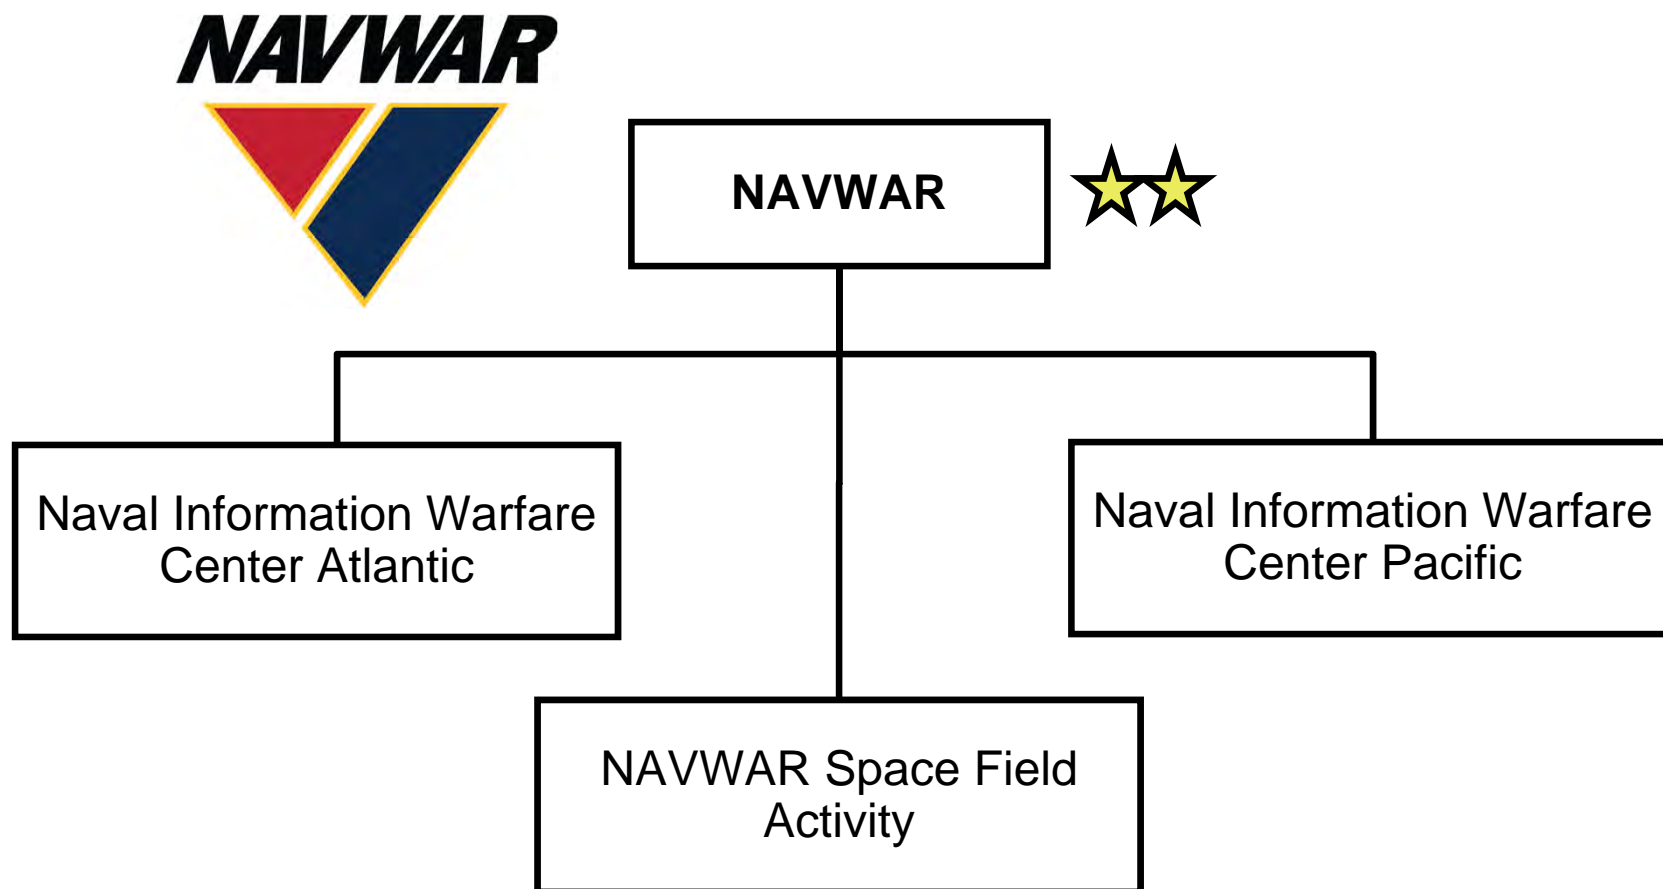 NAVWAR
NAVWAR
Naval Information Warfare
Center Atlantic
Naval Information Warfare
Center Pacific
NAVWAR Space Field
Activity